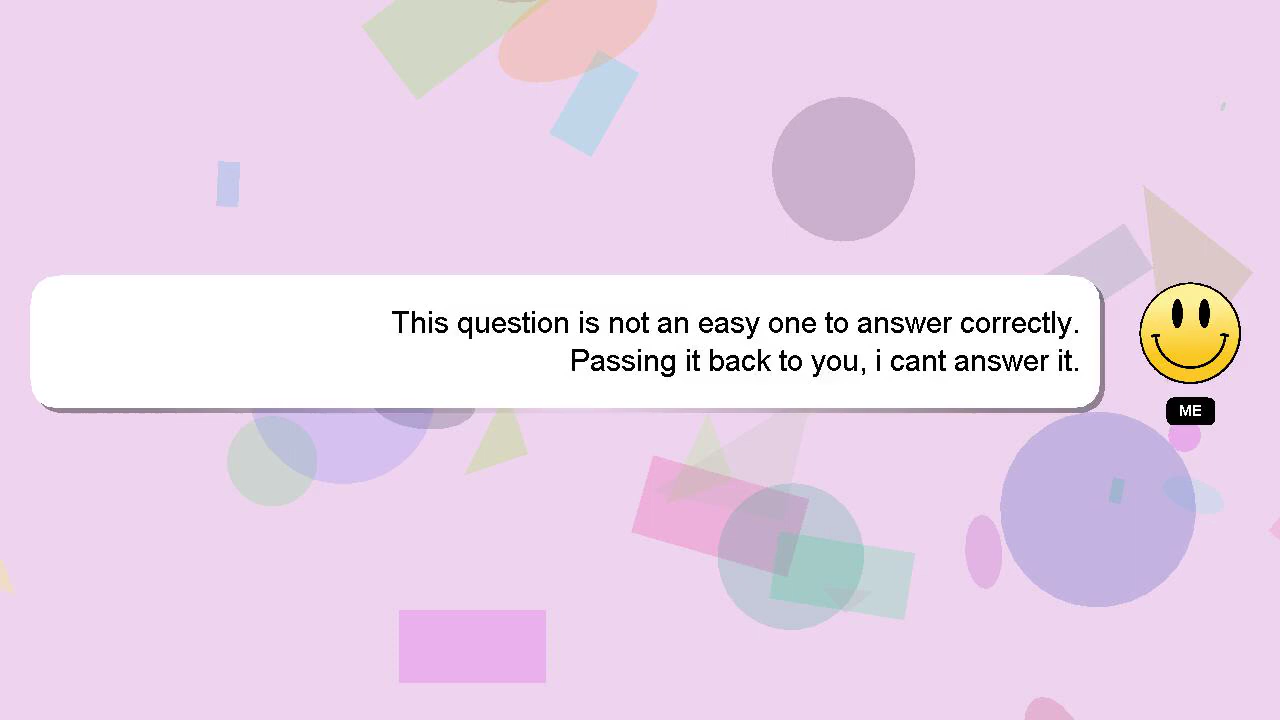 This question is not an easy one to answer correctly.
Passing it back to you, i cant answer it.
ME